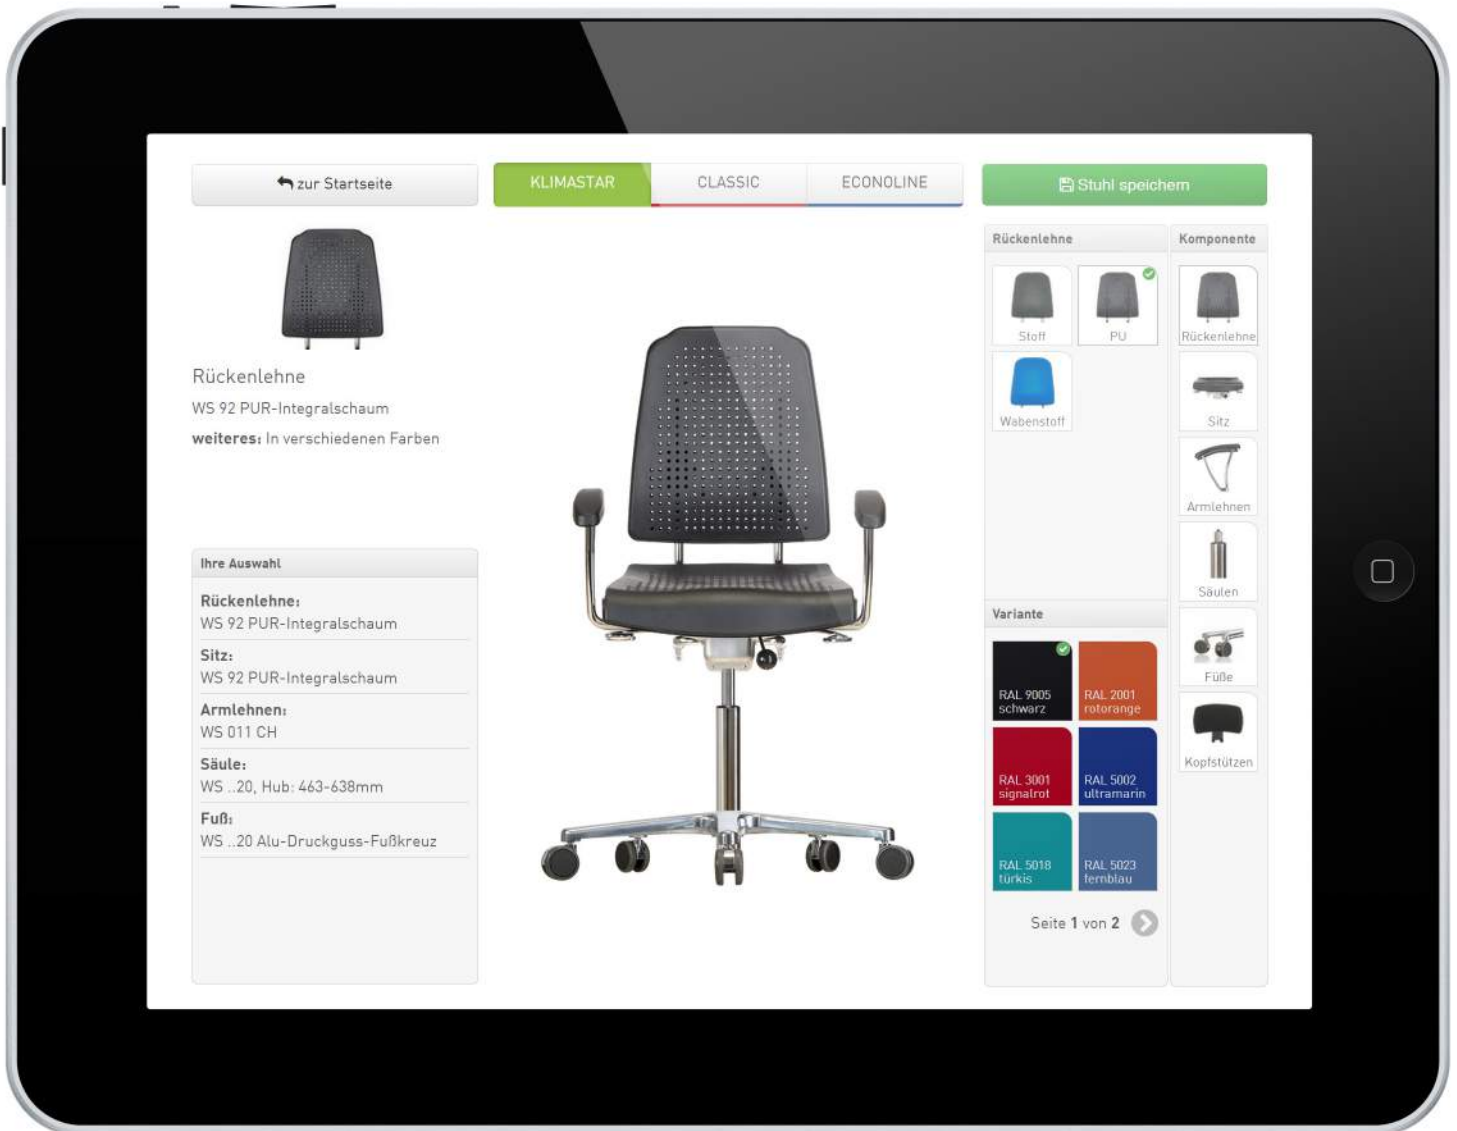 zur Startseite
KLIMASTAR
CLASSIC
ECONOLINE
Stuhl speichern
Rückenlehne
WS 92 PUR-Integralschaum
weiteres: In verschiedenen Farben
Ihre Auswahl
Rückenlehne:
WS 92 PUR-Integralschaum
Sitz:
WS 92 PUR-Integralschaum
Armlehnen:
WS 011 CH
Säule:
WS ..20, Hub: 463-638mm
Fuß:
WS ..20 Alu-Druckguss-Fußkreuz
Rückenlehne
Stoff
PU
Wabenstoff
Variante
RAL 9005
schwarz
RAL 2001
rotorange
RAL 3001
signalrot
RAL 5002
ultramarin
RAL 5018
türkis
RAL 5023
fernblau
Seite 1 von 2
Komponente
Rückenlehne
Sitz
Armlehnen
Säulen
Füße
Kopfstützen